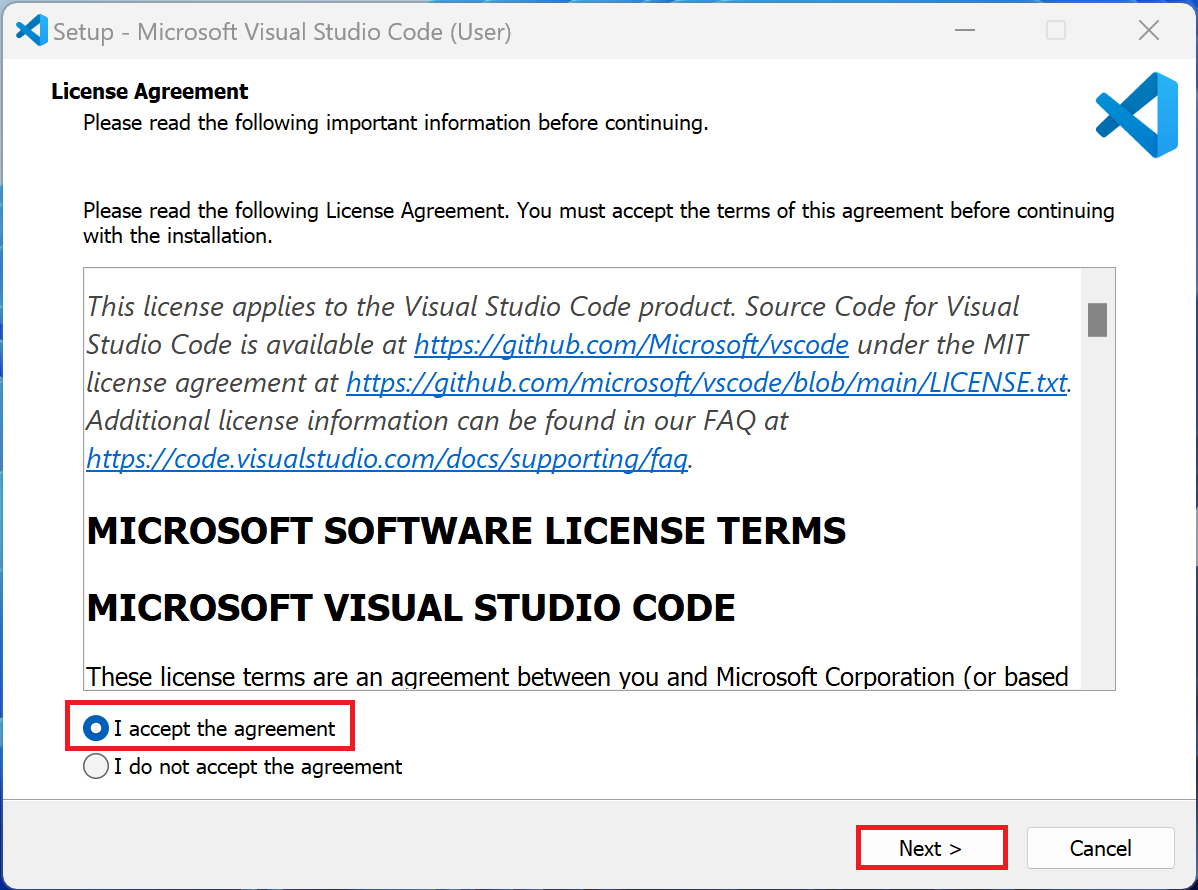 Setup - Microsoft Visual Studio Code (User)
License Agreement
Please read the following important information before continuing.
Please read the following License Agreement. You must accept the terms of this agreement before continuing
with the installation.
This license applies to the Visual Studio Code product. Source Code for Visual
Studio Code is available at https://github.com/Microsoft/vscode under the MIT
license agreement at https://github.com/microsoft/vscode/blob/main/LICENSE.txt.
Additional license information can be found in our FAQ at
https://code.visualstudio.com/docs/supporting/faq.
MICROSOFT SOFTWARE LICENSE TERMS
MICROSOFT VISUAL STUDIO CODE
These license terms are an agreement between you and Microsoft Corporation (or based
I accept the agreement
I do not accept the agreement
Next >
Cancel